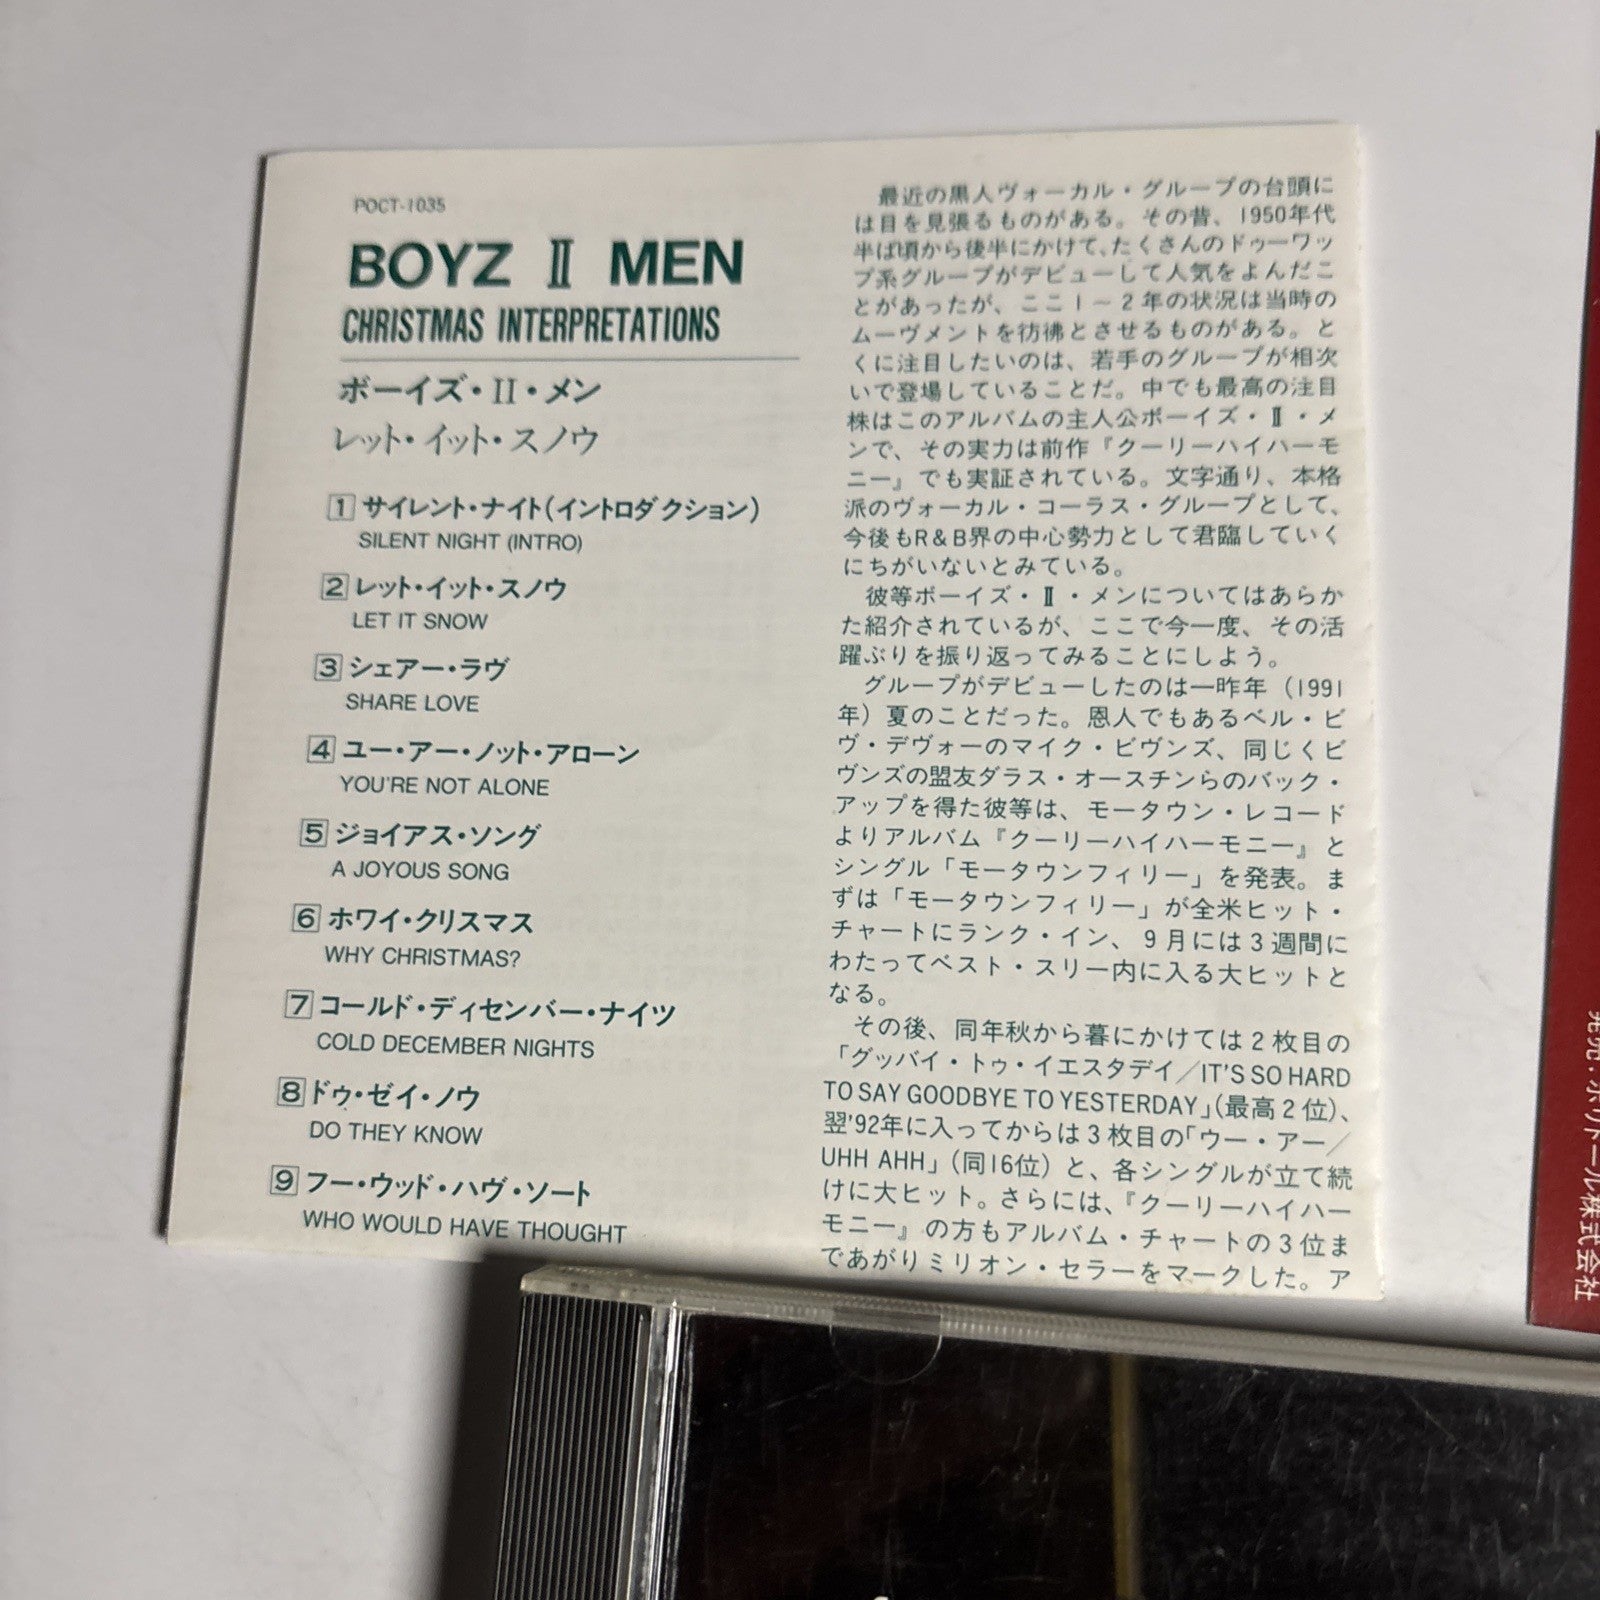 POCT-1035
BOYZ Ⅱ MEN
CHRISTMAS INTERPRETATIONS
ボーイズ・II・メン
レット・イット・スノウ
1 サイレント・ナイト(イントロダクション)
SILENT NIGHT (INTRO)
2 レット・イット・スノウ
LET IT SNOW
3 シェアー・ラヴ
SHARE LOVE
4 ユー・アー・ノット・アローン
YOU'RE NOT ALONE
5 ジョイアス・ソング
A JOYOUS SONG
6 ホワイ・クリスマス
WHY CHRISTMAS?
7 コールド・ディセンバー・ナイツ
COLD DECEMBER NIGHTS
8 ドゥ・ゼイ・ノウ
DO THEY KNOW
9 フー・ウッド・ハヴ・ソート
WHO WOULD HAVE THOUGHT
最近の黒人ヴォーカル・グループの台頭に
は目を見張るものがある。その昔、1950年代
半ば頃から後半にかけて、たくさんのドゥーワッ
プ系グループがデビューして人気をよんだこ
とがあったが、ここ1～2年の状況は当時の
ムーヴメントを彷彿とさせるものがある。と
くに注目したいのは、若手のグループが相次
いで登場していることだ。中でも最高の注目
株はこのアルバムの主人公ボーイズ・Ⅱ・メ
ンで、その実力は前作『クーリーハイハーモ
ニー』でも実証されている。文字通り、本格
派のヴォーカル・コーラス・グループとして、
今後もR&B界の中心勢力として君臨していく
にちがいないとみている。
彼等ボーイズ・Ⅱ・メンについてはあらか
た紹介されているが、ここで今一度、その活
躍ぶりを振り返ってみることにしよう。
グループがデビューしたのは一昨年（1991
年）夏のことだった。恩人でもあるベル・ビ
ヴ・デヴォーのマイク・ビヴンズ、同じくビ
ヴンズの盟友ダラス・オースチンらのバック・
アップを得た彼等は、モータウン・レコード
よりアルバム『クーリーハイハーモニー』と
シングル「モータウンフィリー」を発表。ま
ずは「モータウンフィリー」が全米ヒット・
チャートにランク・イン、9月には3週間に
わたってベスト・スリー内に入る大ヒットと
なる。
その後、同年秋から暮にかけては2枚目の
「グッバイ・トゥ・イエスタデイ／IT'S SO HARD
TO SAY GOODBYE TO YESTERDAY」(最高2位)、
翌'92年に入ってからは3枚目の「ウー・アー／
UHH AHH」(同16位) と、各シングルが立て続
けに大ヒット。さらには、『クーリーハイハー
モニー』の方もアルバム・チャートの3位ま
であがりミリオン・セラーをマークした。ア
発売・ポリドール株式会社